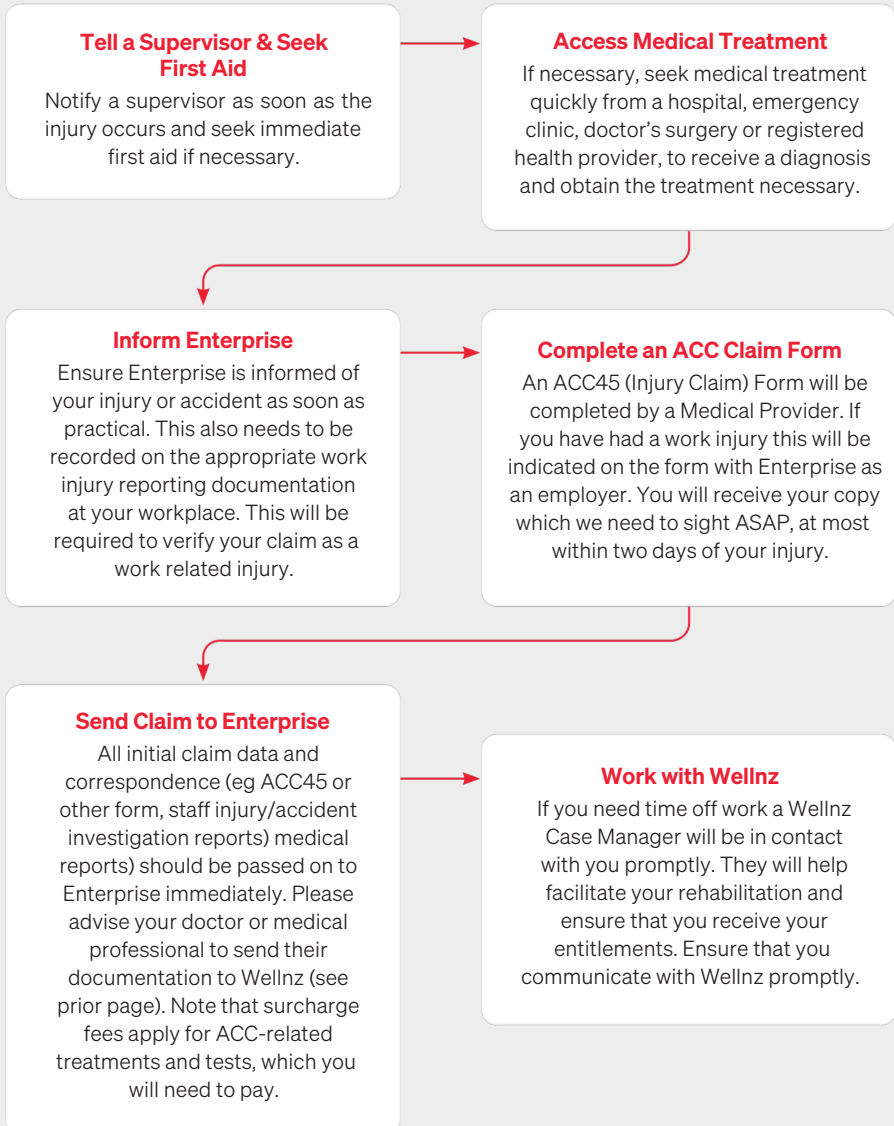 Tell a Supervisor & Seek
First Aid
Notify a supervisor as soon as the
injury occurs and seek immediate
first aid if necessary.
Access Medical Treatment
If necessary, seek medical treatment
quickly from a hospital, emergency
clinic, doctor’s surgery or registered
health provider, to receive a diagnosis
and obtain the treatment necessary.
Inform Enterprise
Ensure Enterprise is informed of
your injury or accident as soon as
practical. This also needs to be
recorded on the appropriate work
injury reporting documentation
at your workplace. This will be
required to verify your claim as a
work related injury.
Complete an ACC Claim Form
An ACC45 (Injury Claim) Form will be
completed by a Medical Provider. If
you have had a work injury this will be
indicated on the form with Enterprise as
an employer. You will receive your copy
which we need to sight ASAP, at most
within two days of your injury.
Send Claim to Enterprise
All initial claim data and
correspondence (eg ACC45 or
other form, staff injury/accident
investigation reports) medical
reports) should be passed on to
Enterprise immediately. Please
advise your doctor or medical
professional to send their
documentation to Wellnz (see
prior page). Note that surcharge
fees apply for ACC-related
treatments and tests, which you
will need to pay.
Work with Wellnz
If you need time off work a Wellnz
Case Manager will be in contact
with you promptly. They will help
facilitate your rehabilitation and
ensure that you receive your
entitlements. Ensure that you
communicate with Wellnz promptly.